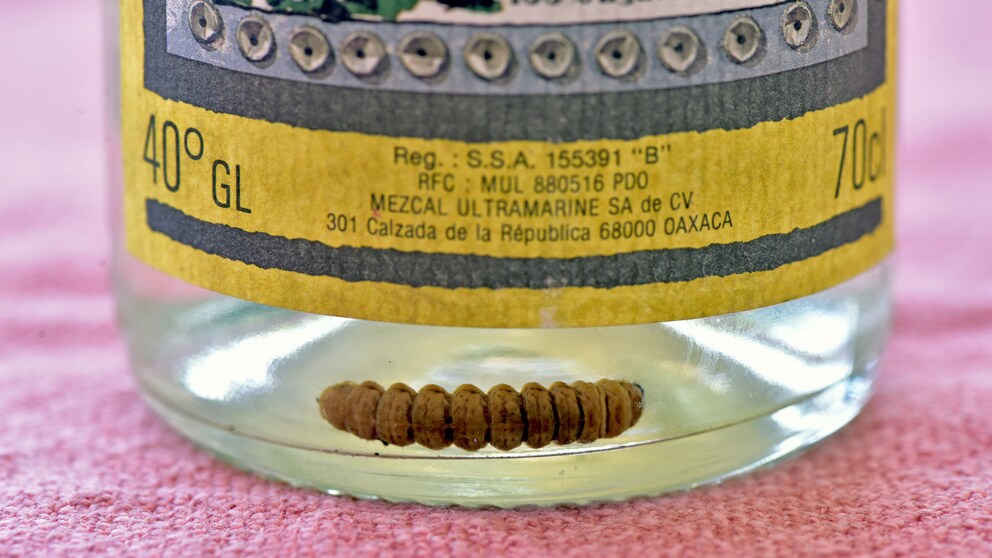 40° GL
Reg. : S.S.A. 155391 "B"
RFC : MUL 880516 PDO
MEZCAL ULTRAMARINE SA de CV
301 Calzada de la République 68000 OAXACA
70cl